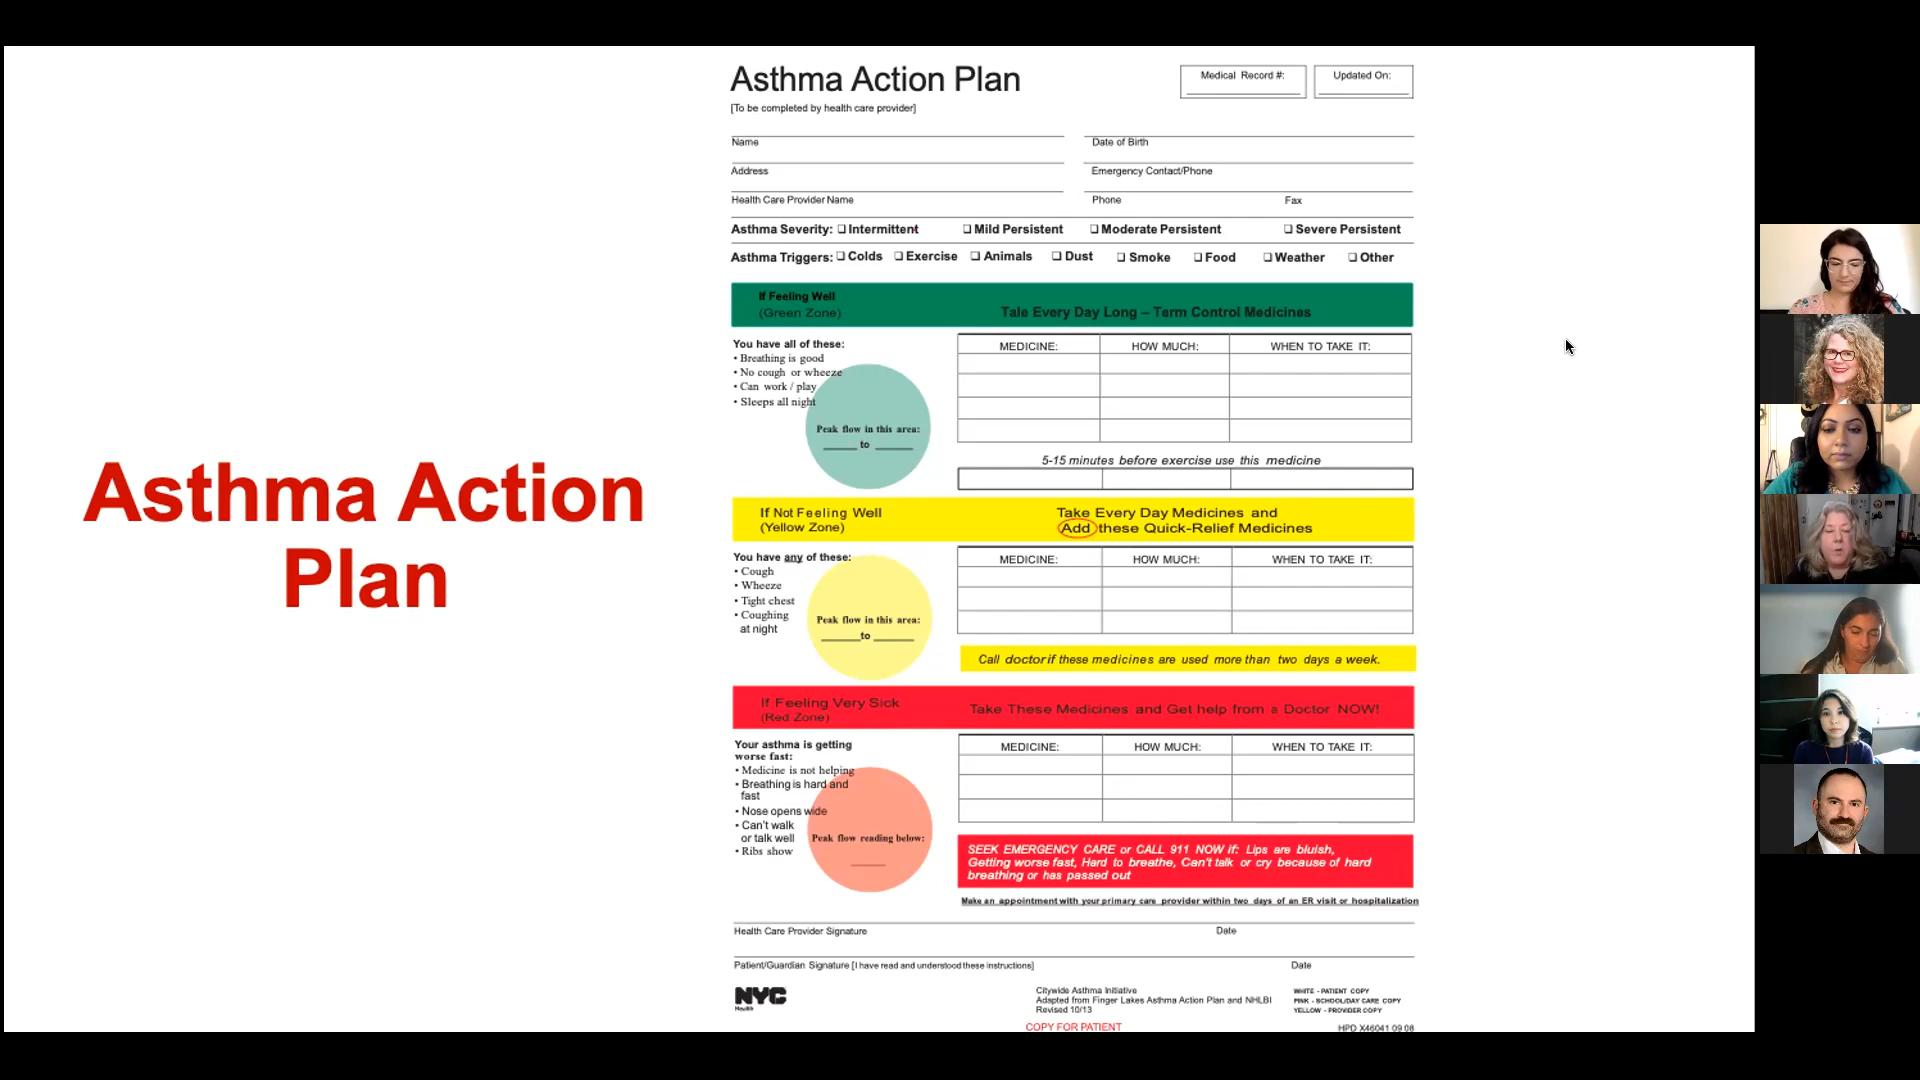 Asthma Action
Plan
Asthma Action Plan
[To be completed by health care provider]
Medical Record #:
Updated On:
Name
Date of Birth
Address
Emergency Contact/Phone
Health Care Provider Name
Phone
Fax
Asthma Severity: ❏ Intermittent ❏ Mild Persistent ❏ Moderate Persistent ❏ Severe Persistent
Asthma Triggers: ❏ Colds ❏ Exercise ❏ Animals ❏ Dust ❏ Smoke ❏ Food ❏ Weather ❏ Other
If Feeling Well
(Green Zone)
Tale Every Day Long – Term Control Medicines
You have all of these:
• Breathing is good
• No cough or wheeze
• Can work / play
• Sleeps all night
Peak flow in this area:
______ to ______
MEDICINE: HOW MUCH: WHEN TO TAKE IT:
5-15 minutes before exercise use this medicine
If Not Feeling Well
(Yellow Zone)
Take Every Day Medicines and
Add these Quick-Relief Medicines
You have any of these:
• Cough
• Wheeze
• Tight chest
• Coughing
at night
Peak flow in this area:
______to ______
MEDICINE: HOW MUCH: WHEN TO TAKE IT:
Call doctor if these medicines are used more than two days a week.
If Feeling Very Sick
(Red Zone)
Take These Medicines and Get help from a Doctor NOW!
Your asthma is getting
worse fast:
• Medicine is not helping
• Breathing is hard and
fast
• Nose opens wide
• Can't walk
or talk well
• Ribs show
Peak flow reading below:
______
MEDICINE: HOW MUCH: WHEN TO TAKE IT:
SEEK EMERGENCY CARE or CALL 911 NOW if: Lips are bluish,
Getting worse fast, Hard to breathe, Can't talk or cry because of hard
breathing or has passed out
Make an appointment with your primary care provider within two days of an ER visit or hospitalization
Health Care Provider Signature
Date
Patient/Guardian Signature [I have read and understood these instructions]
Date
NYC
Health
Citywide Asthma Initiative
Adapted from Finger Lakes Asthma Action Plan and NHLBI
Revised 10/13
COPY FOR PATIENT
WHITE - PATIENT COPY
PINK - SCHOOL/DAY CARE COPY
YELLOW - PROVIDER COPY
HPD X46041 09 08